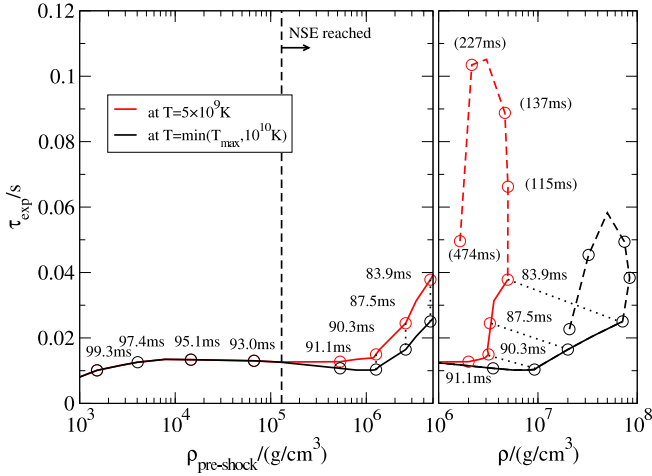 0.12
0.1
0.08
0.06
0.04
0.02
0
τexp/s
NSE reached
at T=5×10⁹K
at T=min(Tmax,10¹⁰K)
99.3ms
97.4ms
95.1ms
93.0ms
91.1ms
90.3ms
87.5ms
83.9ms
10³
10⁴
10⁵
10⁶
ρpre-shock/(g/cm³)
(227ms)
(137ms)
(115ms)
(474ms)
83.9ms
87.5ms
90.3ms
91.1ms
10⁶
10⁷
10⁸
ρ/(g/cm³)